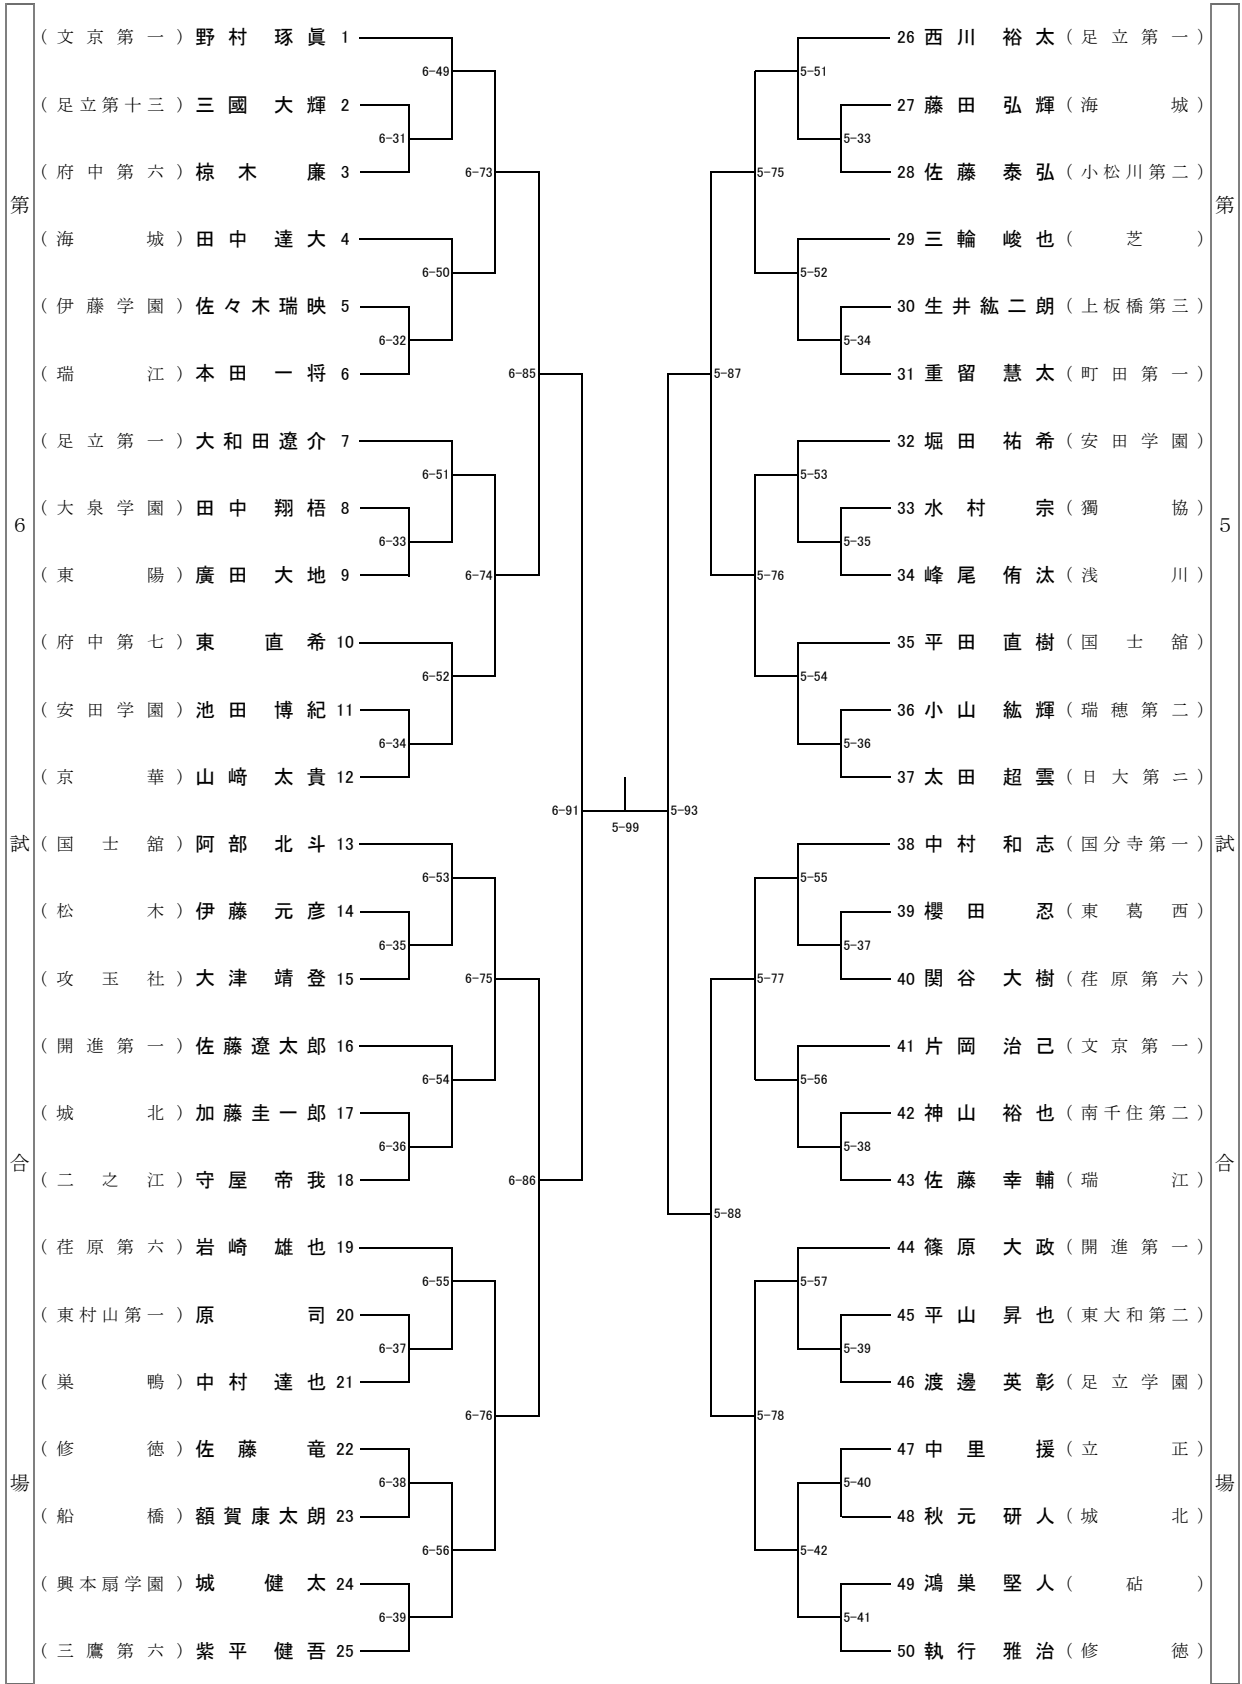 第6試合場
(文京第一) 野村 琢眞 1
(足立第十三) 三國 大輝 2
(府中第六) 椋木 廉 3
(海城) 田中 達大 4
(伊藤学園) 佐々木瑞映 5
(瑞江) 本田 一将 6
(足立第一) 大和田遼介 7
(大泉学園) 田中 翔梧 8
(東陽) 廣田 大地 9
(府中第七) 東 直希 10
(安田学園) 池田 博紀 11
(京華) 山﨑 太貴 12
(国士舘) 阿部 北斗 13
(松木) 伊藤 元彦 14
(攻玉社) 大津 靖登 15
(開進第一) 佐藤遼太郎 16
(城北) 加藤圭一郎 17
(二之江) 守屋 帝我 18
(荏原第六) 岩崎 雄也 19
(東村山第一) 原 司 20
(巣鴨) 中村 達也 21
(修徳) 佐藤 竜 22
(船橋) 額賀康太朗 23
(興本扇学園) 城 健太 24
(三鷹第六) 紫平 健吾 25
6-49
6-31
6-73
6-50
6-32
6-85
6-51
6-33
6-74
6-52
6-34
6-91
6-53
6-35
6-75
6-54
6-36
6-86
6-55
6-37
6-76
6-38
6-56
6-39
5-99
5-51
5-33
5-75
5-52
5-34
5-87
5-53
5-35
5-76
5-54
5-36
5-93
5-55
5-37
5-77
5-56
5-38
5-88
5-57
5-39
5-78
5-40
5-42
5-41
26 西川 裕太 (足立第一)
27 藤田 弘輝 (海城)
28 佐藤 泰弘 (小松川第二)
29 三輪 峻也 (芝)
30 生井紘二朗 (上板橋第三)
31 重留 慧太 (町田第一)
32 堀田 祐希 (安田学園)
33 水村 宗 (獨協)
34 峰尾 侑汰 (浅川)
35 平田 直樹 (国士舘)
36 小山 紘輝 (瑞穂第二)
37 太田 超雲 (日大第二)
38 中村 和志 (国分寺第一)
39 櫻田 忍 (東葛西)
40 関谷 大樹 (荏原第六)
41 片岡 治己 (文京第一)
42 神山 裕也 (南千住第二)
43 佐藤 幸輔 (瑞江)
44 篠原 大政 (開進第一)
45 平山 昇也 (東大和第二)
46 渡邊 英彰 (足立学園)
47 中里 援 (立正)
48 秋元 研人 (城北)
49 鴻巣 堅人 (砧)
50 執行 雅治 (修徳)
第5試合場